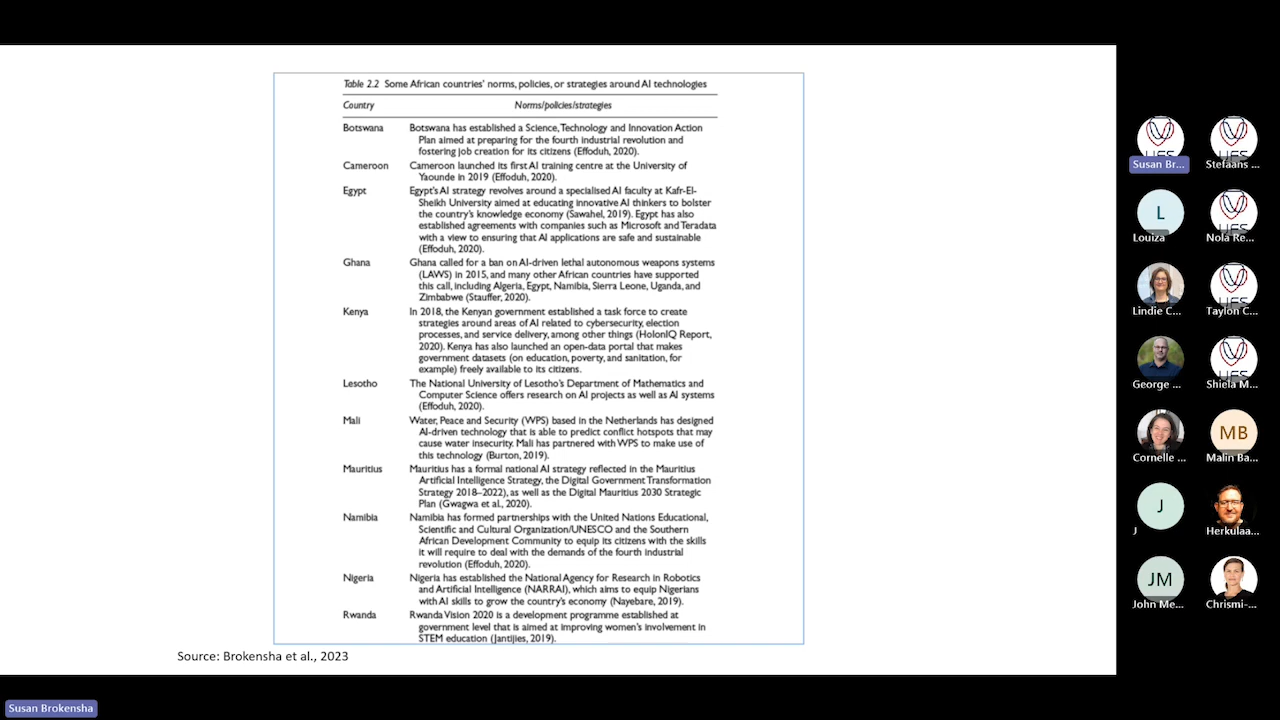 Table 2.2 Some African countries' norms, policies, or strategies around AI technologies
Country Norms/policies/strategies
Botswana Botswana has established a Science, Technology and Innovation Action
Plan aimed at preparing for the fourth industrial revolution and
fostering job creation for its citizens (Effoduh, 2020).
Cameroon Cameroon launched its first AI training centre at the University of
Yaounde in 2019 (Effoduh, 2020).
Egypt Egypt's AI strategy revolves around a specialised AI faculty at Kafr-El-
Sheikh University aimed at educating innovative AI thinkers to bolster
the country's knowledge economy (Sawahel, 2019). Egypt has also
established agreements with companies such as Microsoft and Teradata
with a view to ensuring that AI applications are safe and sustainable
(Effoduh, 2020).
Ghana Ghana called for a ban on AI-driven lethal autonomous weapons systems
(LAWS) in 2015, and many other African countries have supported
this call, including Algeria, Egypt, Namibia, Sierra Leone, Uganda, and
Zimbabwe (Stauffer, 2020).
Kenya In 2018, the Kenyan government established a task force to create
strategies around areas of AI related to cybersecurity, election
processes, and service delivery, among other things (HolonIQ Report,
2020). Kenya has also launched an open-data portal that makes
government datasets (on education, poverty, and sanitation, for
example) freely available to its citizens.
Lesotho The National University of Lesotho's Department of Mathematics and
Computer Science offers research on AI projects as well as AI systems
(Effoduh, 2020).
Mali Water, Peace and Security (WPS) based in the Netherlands has designed
AI-driven technology that is able to predict conflict hotspots that may
cause water insecurity. Mali has partnered with WPS to make use of
this technology (Burton, 2019).
Mauritius Mauritius has a formal national AI strategy reflected in the Mauritius
Artificial Intelligence Strategy, the Digital Government Transformation
Strategy 2018–2022), as well as the Digital Mauritius 2030 Strategic
Plan (Gwagwa et al., 2020).
Namibia Namibia has formed partnerships with the United Nations Educational,
Scientific and Cultural Organization/UNESCO and the Southern
African Development Community to equip its citizens with the skills
it will require to deal with the demands of the fourth industrial
revolution (Effoduh, 2020).
Nigeria Nigeria has established the National Agency for Research in Robotics
and Artificial Intelligence (NARRAI), which aims to equip Nigerians
with AI skills to grow the country's economy (Nayebare, 2019).
Rwanda Rwanda Vision 2020 is a development programme established at
government level that is aimed at improving women's involvement in
STEM education (Jantijies, 2019).
Source: Brokensha et al., 2023
Susan Br... Stefaans ...
L
Louiza Nola Re...
Lindie C... Taylon C...
George ... Shiela M...
MB
Cornelle ... Malin Ba...
J
J Herkulaa...
JM
John Me... Chrismi-...
Susan Brokensha